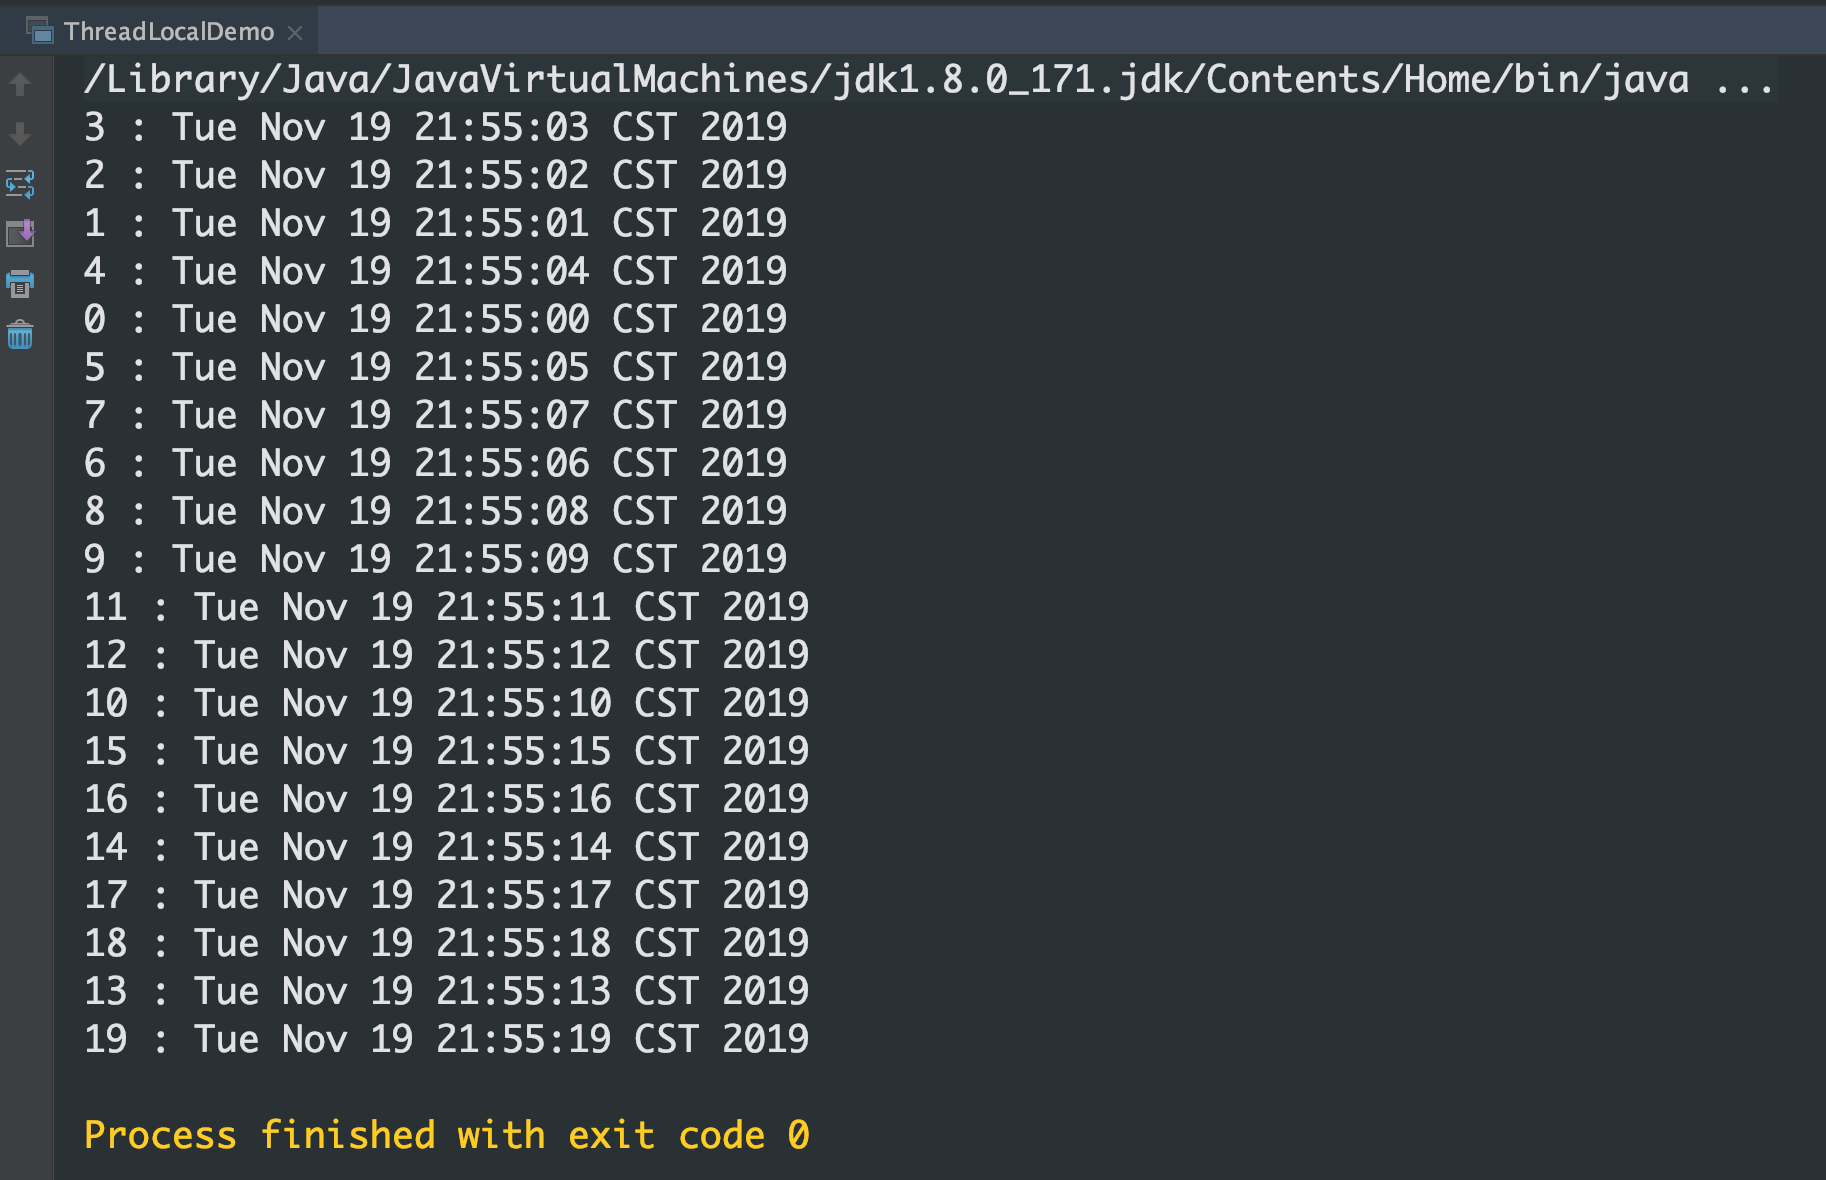 ThreadLocalDemo
/Library/Java/JavaVirtualMachines/jdk1.8.0_171.jdk/Contents/Home/bin/java ...
3 : Tue Nov 19 21:55:03 CST 2019
2 : Tue Nov 19 21:55:02 CST 2019
1 : Tue Nov 19 21:55:01 CST 2019
4 : Tue Nov 19 21:55:04 CST 2019
0 : Tue Nov 19 21:55:00 CST 2019
5 : Tue Nov 19 21:55:05 CST 2019
7 : Tue Nov 19 21:55:07 CST 2019
6 : Tue Nov 19 21:55:06 CST 2019
8 : Tue Nov 19 21:55:08 CST 2019
9 : Tue Nov 19 21:55:09 CST 2019
11 : Tue Nov 19 21:55:11 CST 2019
12 : Tue Nov 19 21:55:12 CST 2019
10 : Tue Nov 19 21:55:10 CST 2019
15 : Tue Nov 19 21:55:15 CST 2019
16 : Tue Nov 19 21:55:16 CST 2019
14 : Tue Nov 19 21:55:14 CST 2019
17 : Tue Nov 19 21:55:17 CST 2019
18 : Tue Nov 19 21:55:18 CST 2019
13 : Tue Nov 19 21:55:13 CST 2019
19 : Tue Nov 19 21:55:19 CST 2019
Process finished with exit code 0